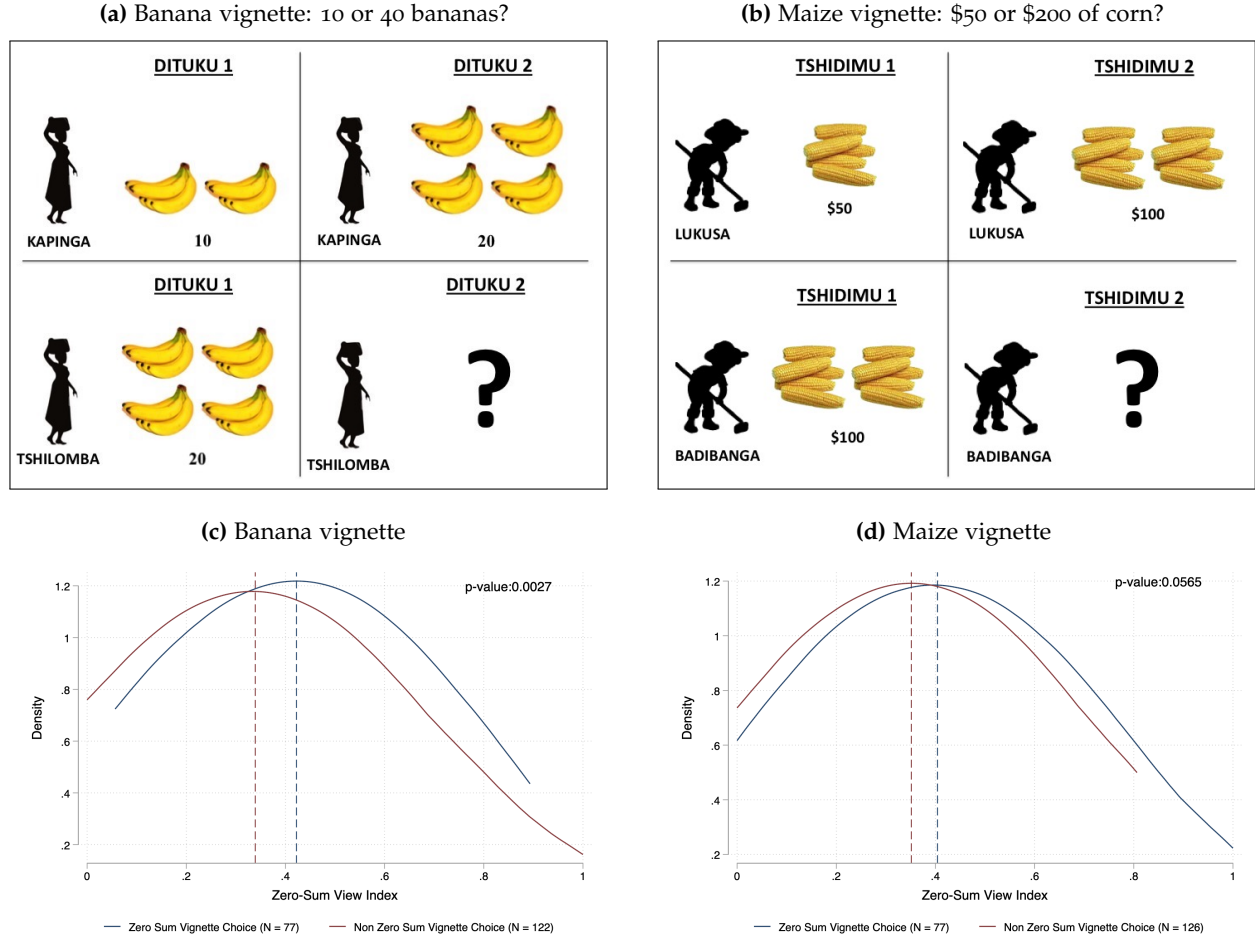 (a) Banana vignette: 10 or 40 bananas?
DITUKU 1
DITUKU 2
KAPINGA
10
KAPINGA
20
DITUKU 1
DITUKU 2
TSHILOMBA
20
TSHILOMBA
?
(b) Maize vignette: $50 or $200 of corn?
TSHIDIMU 1
TSHIDIMU 2
LUKUSA
$50
LUKUSA
$100
TSHIDIMU 1
TSHIDIMU 2
BADIBANGA
$100
BADIBANGA
?
(c) Banana vignette
p-value:0.0027
Density
1.2
1
.8
.6
.4
.2
0 .2 .4 .6 .8 1
Zero-Sum View Index
Zero Sum Vignette Choice (N = 77) Non Zero Sum Vignette Choice (N = 122)
(d) Maize vignette
p-value:0.0565
Density
1.2
1
.8
.6
.4
.2
0 .2 .4 .6 .8 1
Zero-Sum View Index
Zero Sum Vignette Choice (N = 77) Non Zero Sum Vignette Choice (N = 126)